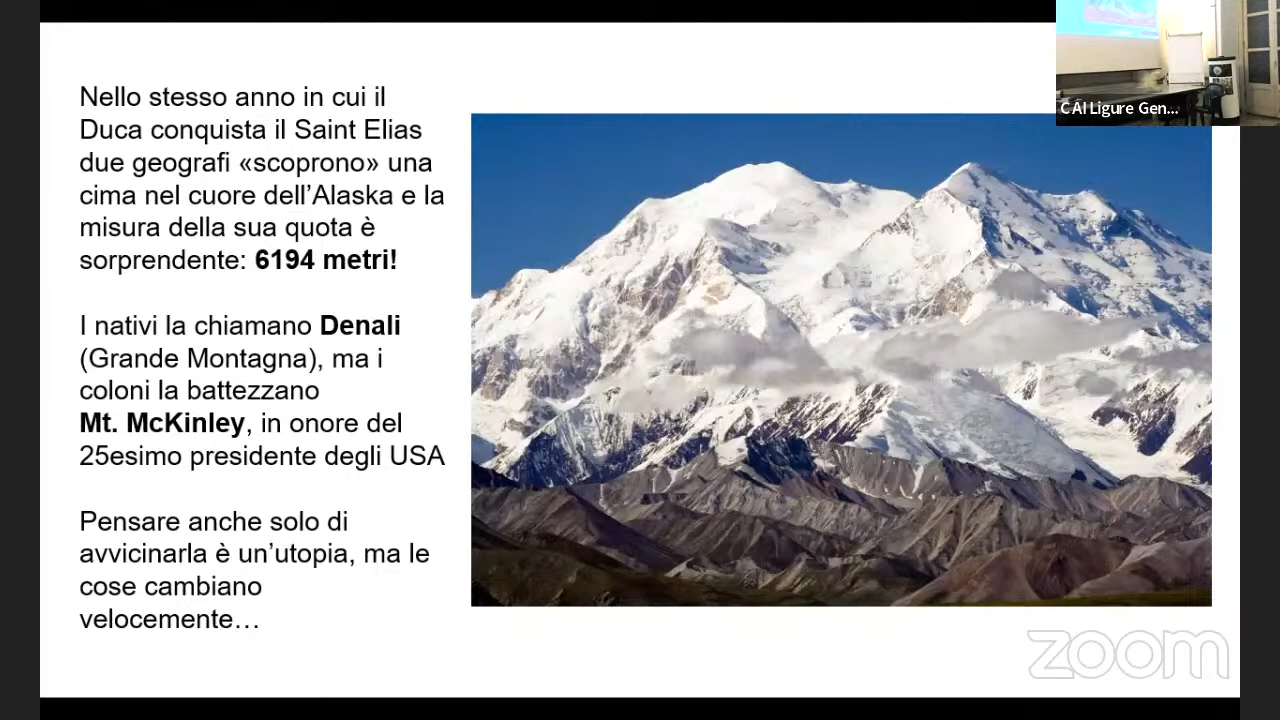 Nello stesso anno in cui il
Duca conquista il Saint Elias
due geografi «scoprono» una
cima nel cuore dell’Alaska e la
misura della sua quota è
sorprendente: 6194 metri!
I nativi la chiamano Denali
(Grande Montagna), ma i
coloni la battezzano
Mt. McKinley, in onore del
25esimo presidente degli USA
Pensare anche solo di
avvicinarla è un’utopia, ma le
cose cambiano
velocemente…
CAI Ligure Gen...
zoom